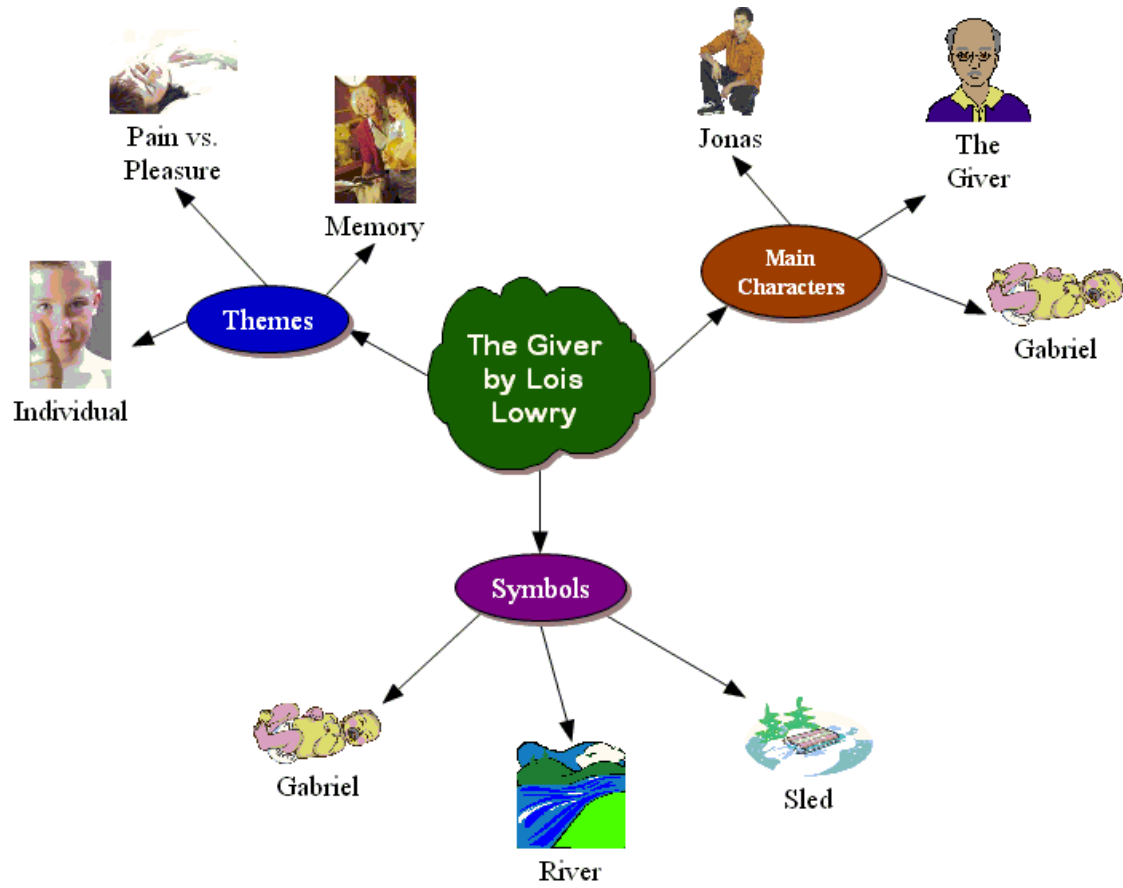 Pain vs.
Pleasure
Memory
Individual
Themes
Jonas
The
Giver
Main
Characters
Gabriel
The Giver
by Lois
Lowry
Symbols
Gabriel
River
Sled